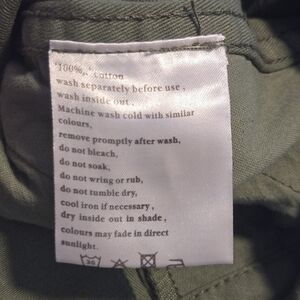 "100%," cotton
wash separately before use ,
wash inside out ,
Machine wash cold with similar
colours,
remove promptly after wash,
do not bleach,
do not soak,
do not wring or rub,
do not tumble dry,
cool iron if necessary ,
dry inside out in shade ,
colours may fade in direct
sunlight.
30